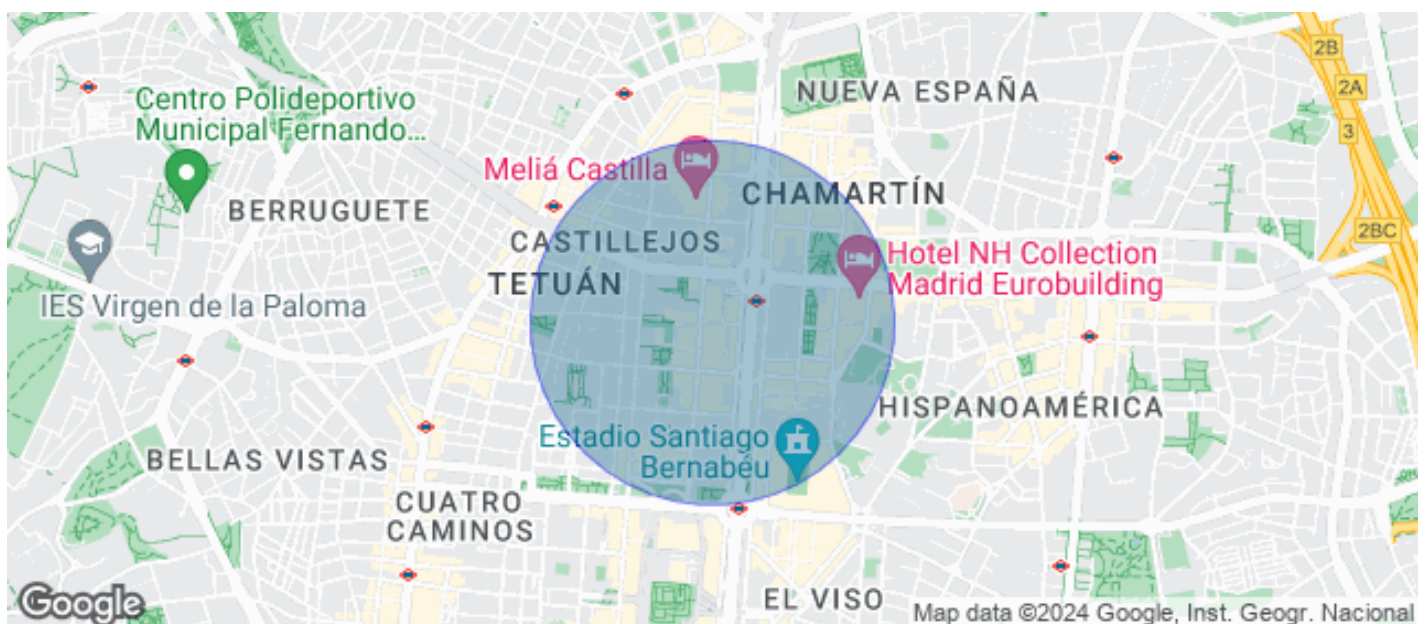 2B
2A
3
2BC
NUEVA ESPAÑA
Centro Polideportivo
Municipal Fernando...
Meliá Castilla
CHAMARTÍN
BERRUGUETE
CASTILLEJOS
TETUÁN
Hotel NH Collection
Madrid Eurobuilding
IES Virgen de la Paloma
HISPANOAMÉRICA
Estadio Santiago
Bernabéu
BELLAS VISTAS
CUATRO
CAMINOS
EL VISO
Google
Map data ©2024 Google, Inst. Geogr. Nacional